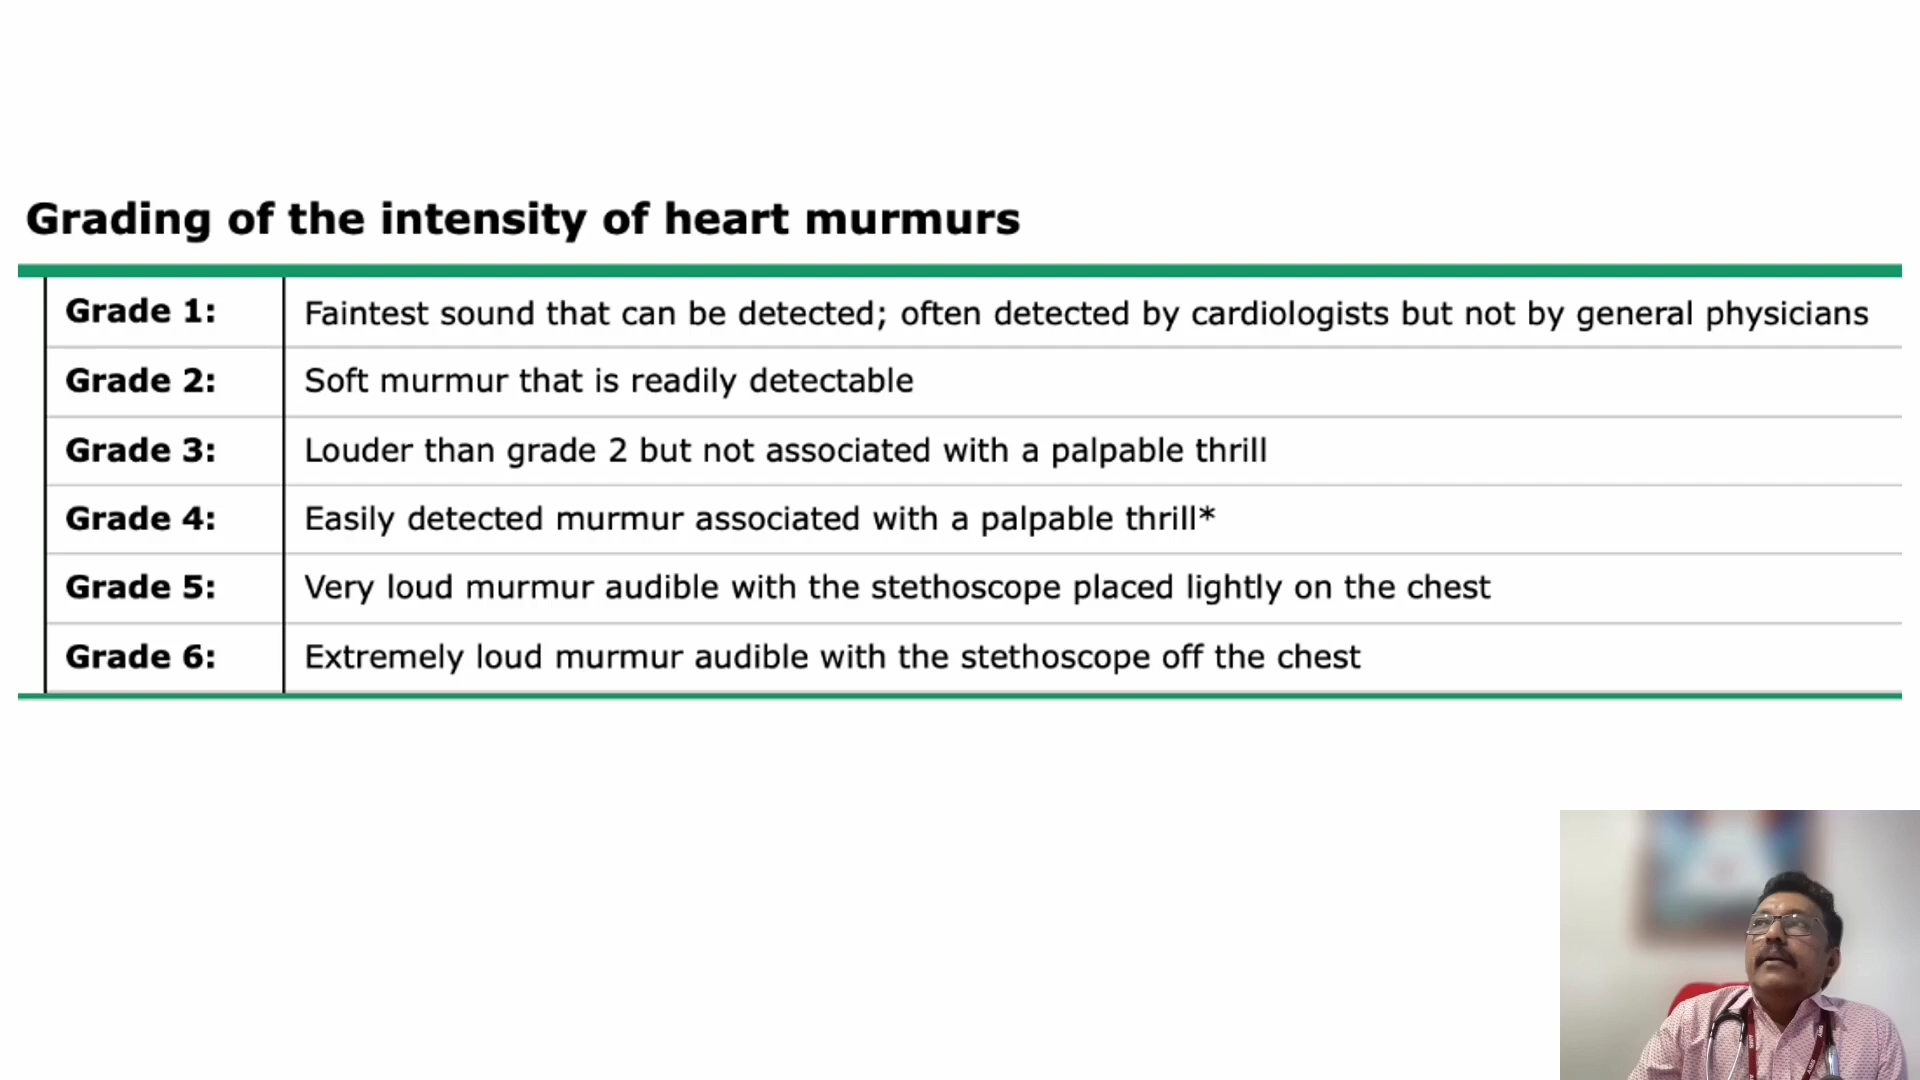 Grading of the intensity of heart murmurs
Grade 1: Faintest sound that can be detected; often detected by cardiologists but not by general physicians
Grade 2: Soft murmur that is readily detectable
Grade 3: Louder than grade 2 but not associated with a palpable thrill
Grade 4: Easily detected murmur associated with a palpable thrill*
Grade 5: Very loud murmur audible with the stethoscope placed lightly on the chest
Grade 6: Extremely loud murmur audible with the stethoscope off the chest